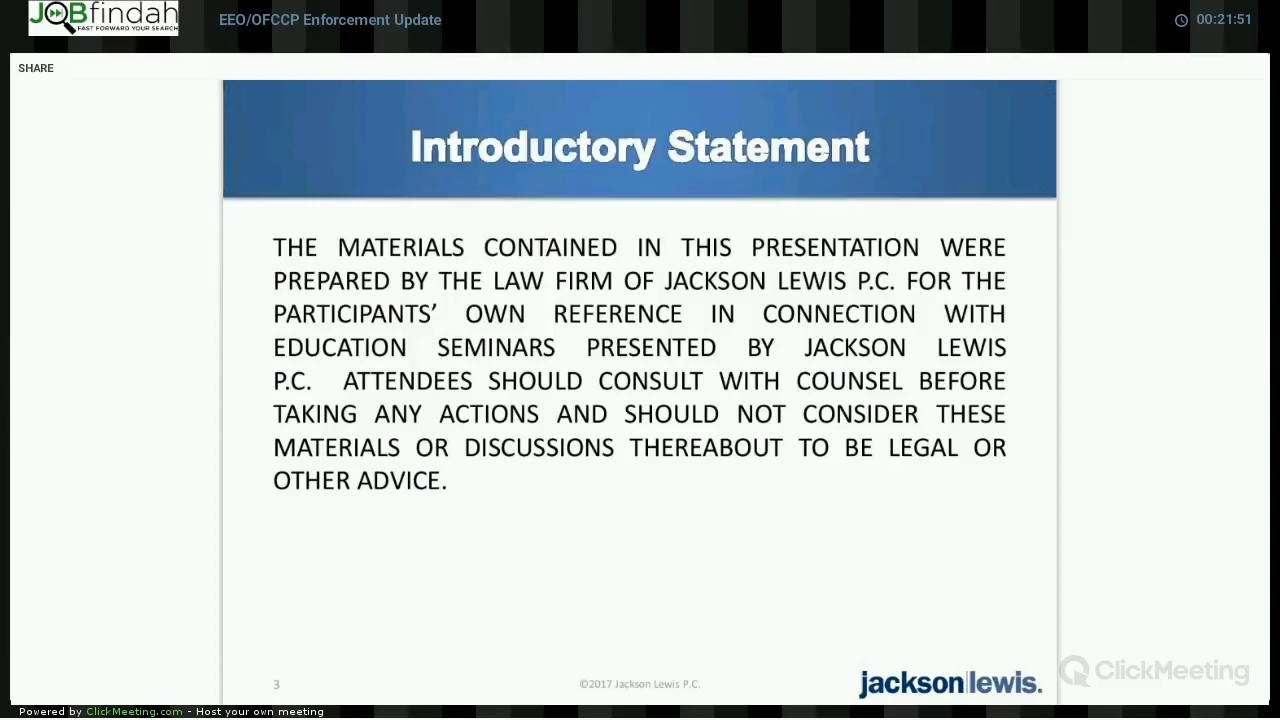 JOBfindah
FAST FORWARD YOUR SEARCH
EEO/OFCCP Enforcement Update
00:21:51
SHARE
Introductory Statement
THE MATERIALS CONTAINED IN THIS PRESENTATION WERE
PREPARED BY THE LAW FIRM OF JACKSON LEWIS P.C. FOR THE
PARTICIPANTS’ OWN REFERENCE IN CONNECTION WITH
EDUCATION SEMINARS PRESENTED BY JACKSON LEWIS
P.C. ATTENDEES SHOULD CONSULT WITH COUNSEL BEFORE
TAKING ANY ACTIONS AND SHOULD NOT CONSIDER THESE
MATERIALS OR DISCUSSIONS THEREABOUT TO BE LEGAL OR
OTHER ADVICE.
3
©2017 Jackson Lewis P.C.
jackson lewis.
ClickMeeting
Powered by ClickMeeting.com - Host your own meeting